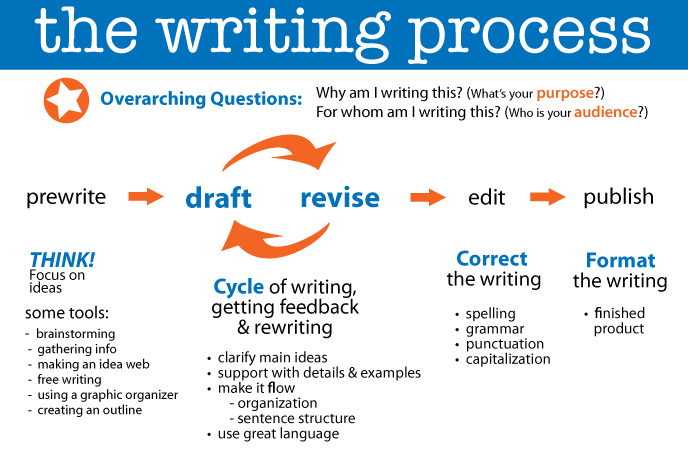 the writing process
Overarching Questions:
Why am I writing this? (What's your purpose?)
For whom am I writing this? (Who is your audience?)
prewrite
draft
revise
edit
publish
THINK!
Focus on
ideas
some tools:
- brainstorming
- gathering info
- making an idea web
- free writing
- using a graphic organizer
- creating an outline
Cycle of writing,
getting feedback
& rewriting
• clarify main ideas
• support with details & examples
• make it flow
- organization
- sentence structure
• use great language
Correct
the writing
• spelling
• grammar
• punctuation
• capitalization
Format
the writing
• finished
product